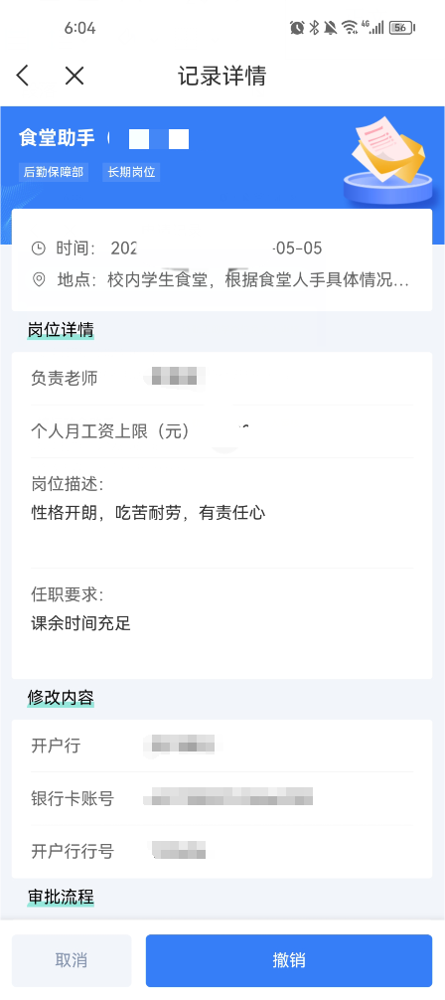 6:04
4G 56
记录详情
食堂助手（
后勤保障部 长期岗位
时间： 202 -05-05
地点：校内学生食堂，根据食堂人手具体情况...
岗位详情
负责老师
个人月工资上限（元）
岗位描述：
性格开朗，吃苦耐劳，有责任心
任职要求：
课余时间充足
修改内容
开户行
银行卡账号
开户行行号
审批流程
取消 撤销